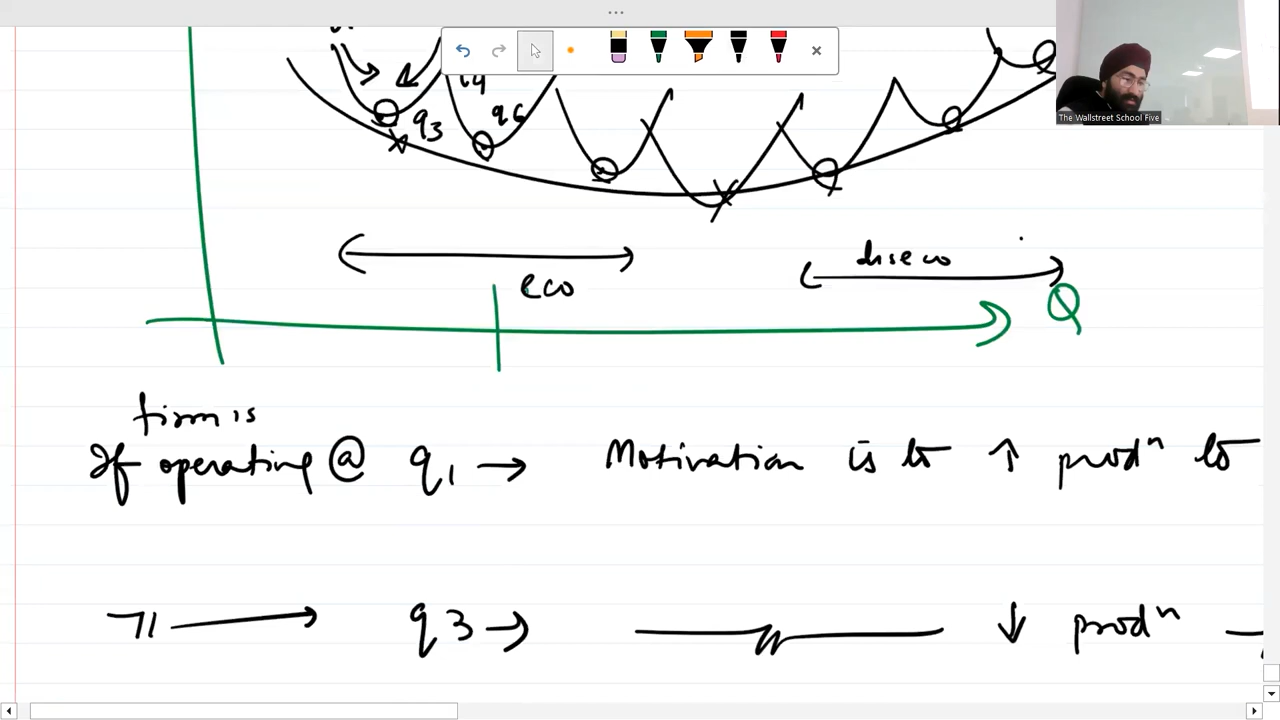 The Wallstreet School Five
q3
q6
eco
diseco
Q
firm is
If operating @ q1 → Motivation is to ↑ prodⁿ to
q3 → ↓ prodⁿ